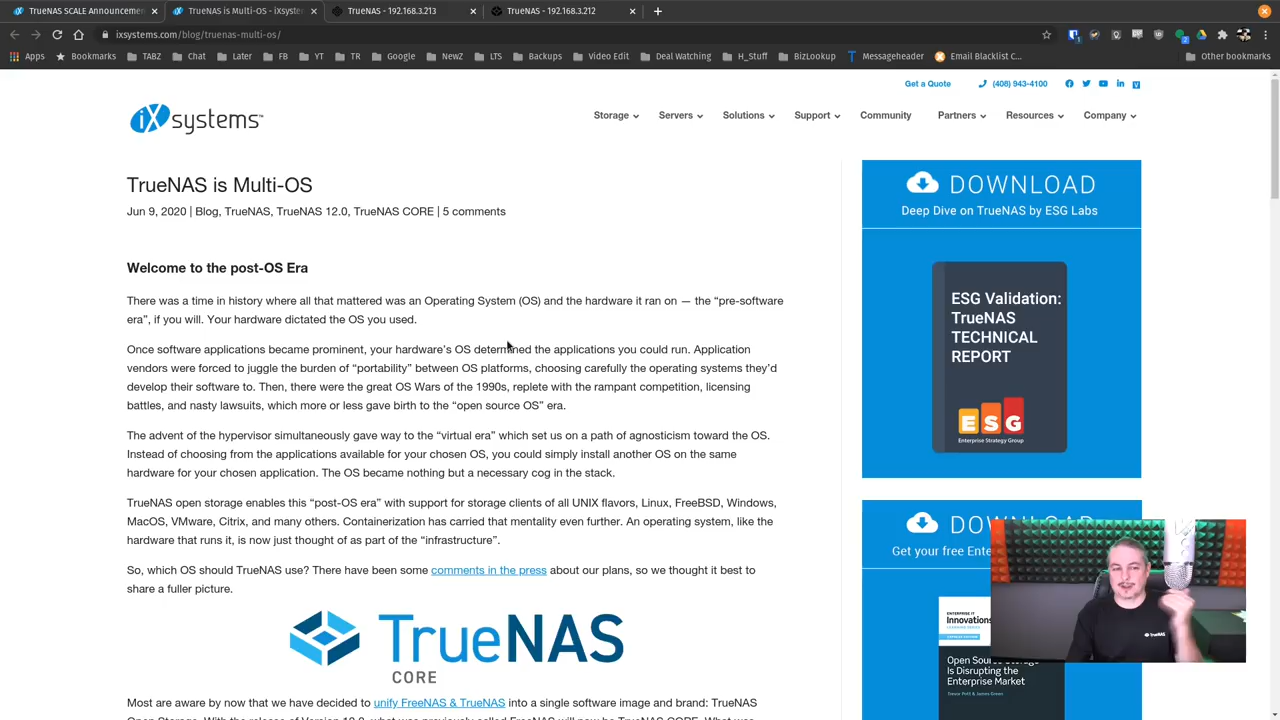 TrueNAS SCALE Announcemen
TrueNAS is Multi-OS - iXsystem
TrueNAS - 192.168.3.213
TrueNAS - 192.168.3.212
ixsystems.com/blog/truenas-multi-os/
Apps
Bookmarks
TABZ
Chat
Later
FB
YT
TR
Google
NewZ
LTS
Backups
Video Edit
Deal Watching
H_Stuff
BizLookup
Messageheader
Email Blacklist C...
Other bookmarks
Get a Quote
(408) 943-4100
iXsystems
Storage
Servers
Solutions
Support
Community
Partners
Resources
Company
TrueNAS is Multi-OS
Jun 9, 2020 | Blog, TrueNAS, TrueNAS 12.0, TrueNAS CORE | 5 comments
Welcome to the post-OS Era
There was a time in history where all that mattered was an Operating System (OS) and the hardware it ran on — the “pre-software
era”, if you will. Your hardware dictated the OS you used.
Once software applications became prominent, your hardware’s OS determined the applications you could run. Application
vendors were forced to juggle the burden of “portability” between OS platforms, choosing carefully the operating systems they’d
develop their software to. Then, there were the great OS Wars of the 1990s, replete with the rampant competition, licensing
battles, and nasty lawsuits, which more or less gave birth to the “open source OS” era.
The advent of the hypervisor simultaneously gave way to the “virtual era” which set us on a path of agnosticism toward the OS.
Instead of choosing from the applications available for your chosen OS, you could simply install another OS on the same
hardware for your chosen application. The OS became nothing but a necessary cog in the stack.
TrueNAS open storage enables this “post-OS era” with support for storage clients of all UNIX flavors, Linux, FreeBSD, Windows,
MacOS, VMware, Citrix, and many others. Containerization has carried that mentality even further. An operating system, like the
hardware that runs it, is now just thought of as part of the “infrastructure”.
So, which OS should TrueNAS use? There have been some comments in the press about our plans, so we thought it best to
share a fuller picture.
TrueNAS
CORE
Most are aware by now that we have decided to unify FreeNAS & TrueNAS into a single software image and brand: TrueNAS
DOWNLOAD
Deep Dive on TrueNAS by ESG Labs
ESG Validation:
TrueNAS
TECHNICAL
REPORT
ESG
Enterprise Strategy Group
Get your free
ENTERPRISE IT
Innovations
Open Source Storage
Is Disrupting the
Enterprise Market
TrueNAS